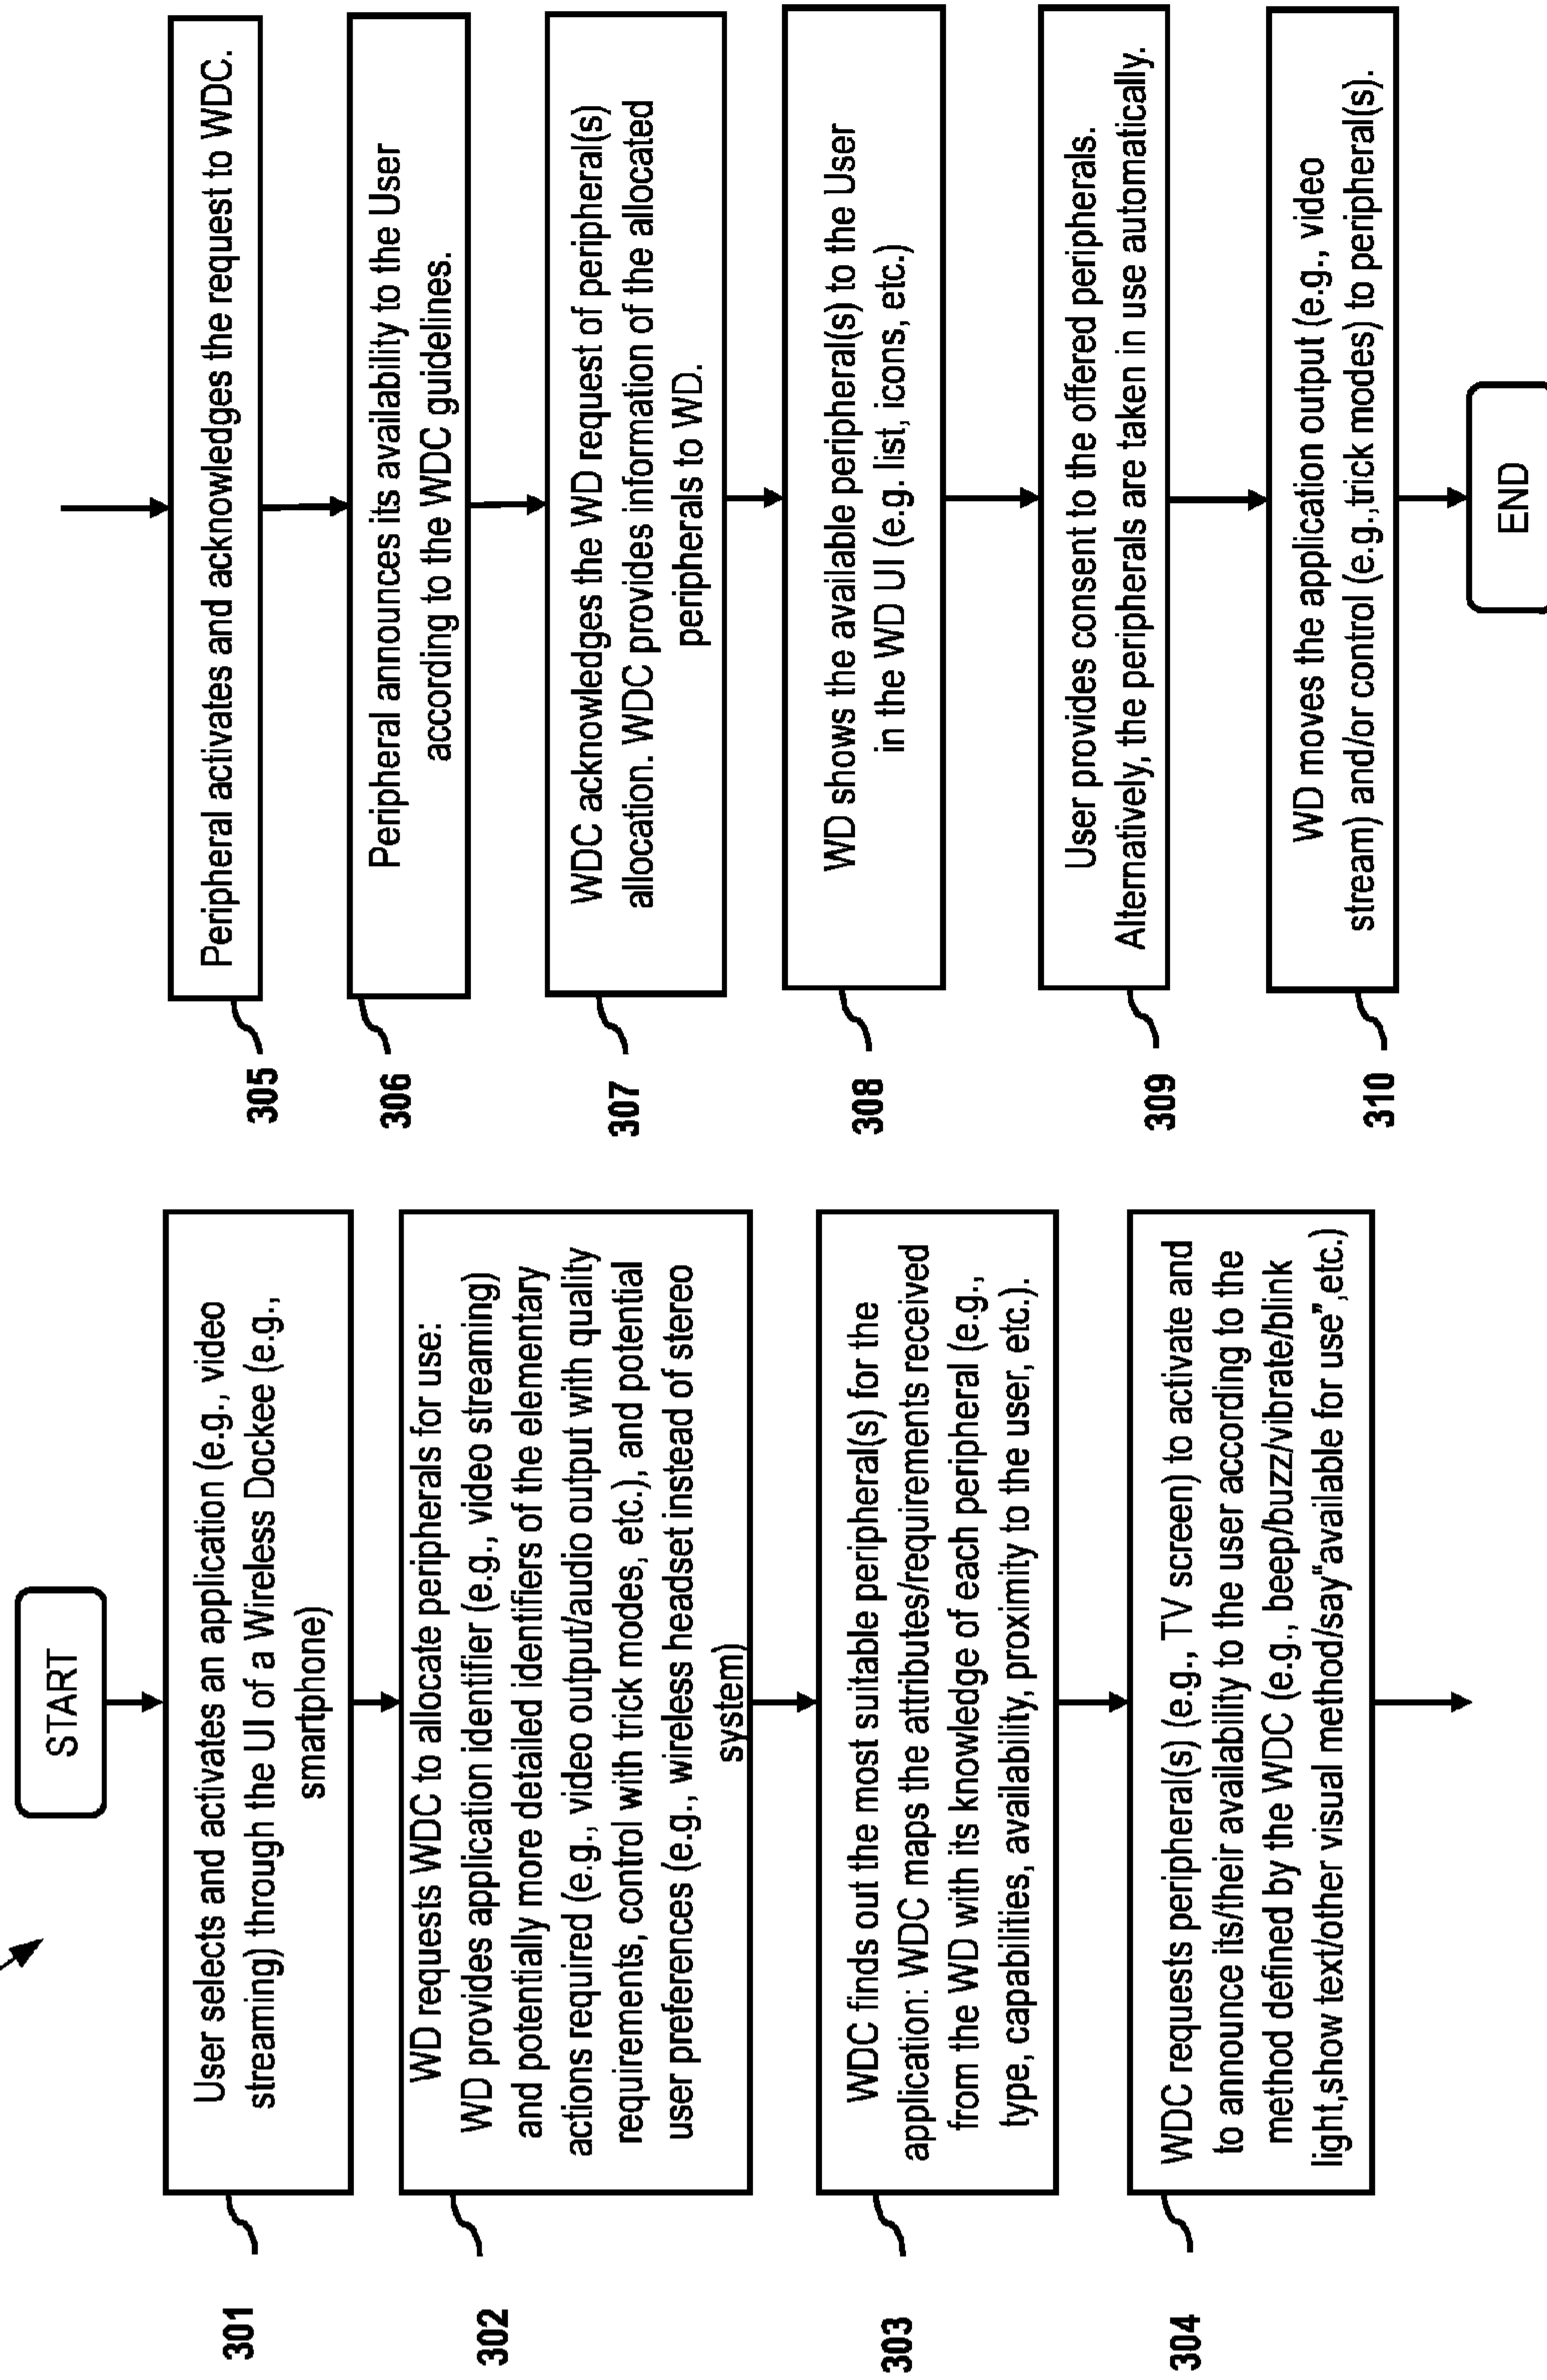 START
301
User selects and activates an application (e.g., video
streaming) through the UI of a Wireless Dockee (e.g.,
smartphone)
302
WD requests WDC to allocate peripherals for use:
WD provides application identifier (e.g., video streaming)
and potentially more detailed identifiers of the elementary
actions required (e.g., video output/audio output with quality
requirements, control with trick modes, etc.), and potential
user preferences (e.g., wireless headset instead of stereo
system)
303
WDC finds out the most suitable peripheral(s) for the
application: WDC maps the attributes/requirements received
from the WD with its knowledge of each peripheral (e.g.,
type, capabilities, availability, proximity to the user, etc.).
304
WDC requests peripheral(s) (e.g., TV screen) to activate and
to announce its/their availability to the user according to the
method defined by the WDC (e.g., beep/buzz/vibrate/blink
light,show text/other visual method/say“available for use”,etc.)
305
Peripheral activates and acknowledges the request to WDC.
306
Peripheral announces its availability to the User
according to the WDC guidelines.
307
WDC acknowledges the WD request of peripheral(s)
allocation. WDC provides information of the allocated
peripherals to WD.
308
WD shows the available peripheral(s) to the User
in the WD UI (e.g. list, icons, etc.)
309
User provides consent to the offered peripherals.
Alternatively, the peripherals are taken in use automatically.
310
WD moves the application output (e.g., video
stream) and/or control (e.g.,trick modes) to peripheral(s).
END